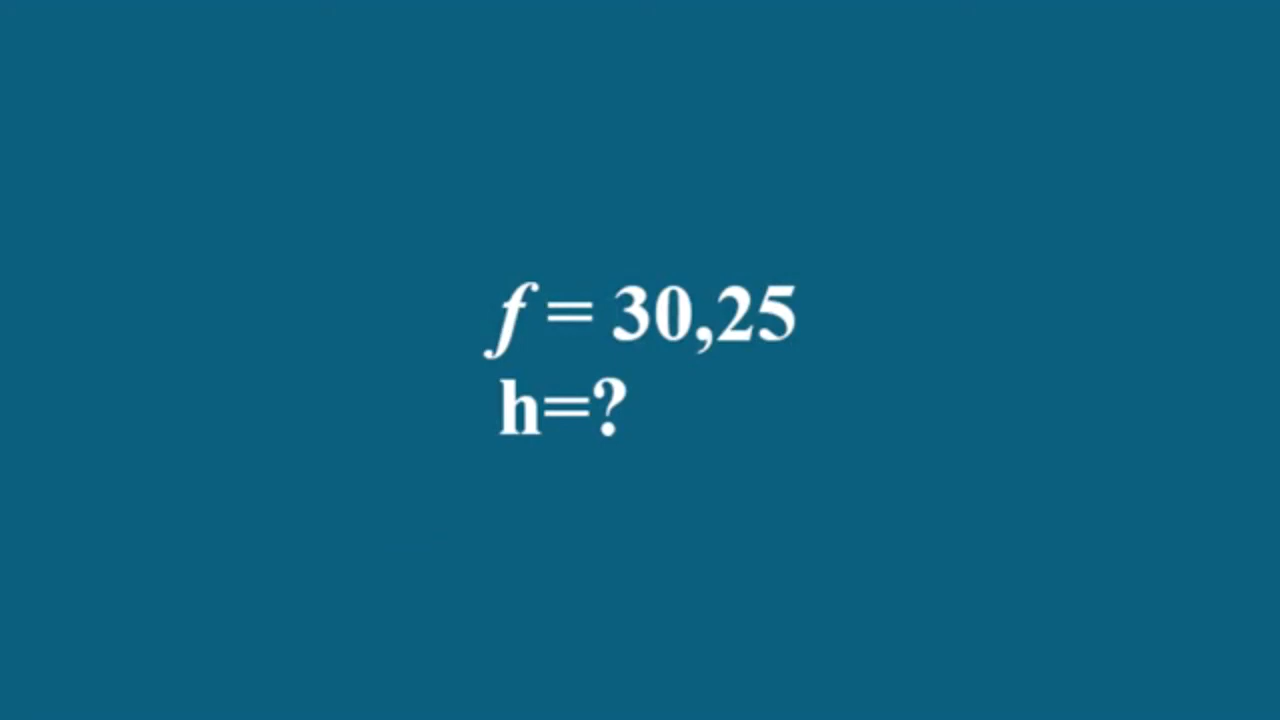 f = 30,25
h=?